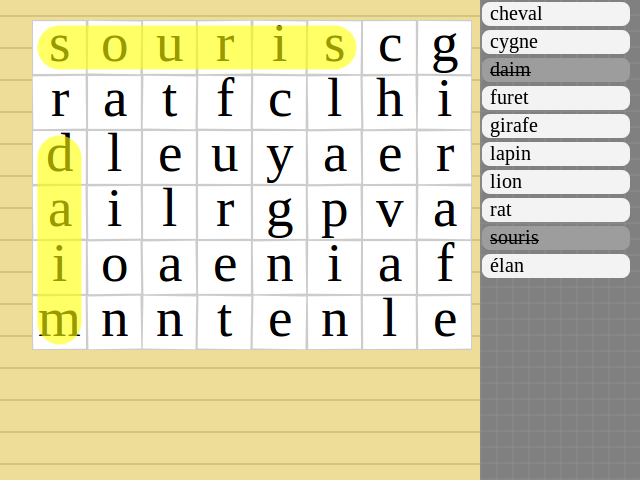 s o u r i s c g
r a t f c l h i
d l e u y a e r
a i l r g p v a
i o a e n i a f
m n n t e n l e
cheval
cygne
daim
furet
girafe
lapin
lion
rat
souris
élan